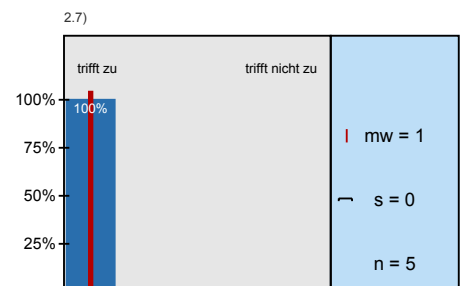 2.7)
trifft zu trifft nicht zu
100%
100%
75%
mw = 1
50%
s = 0
25%
n = 5